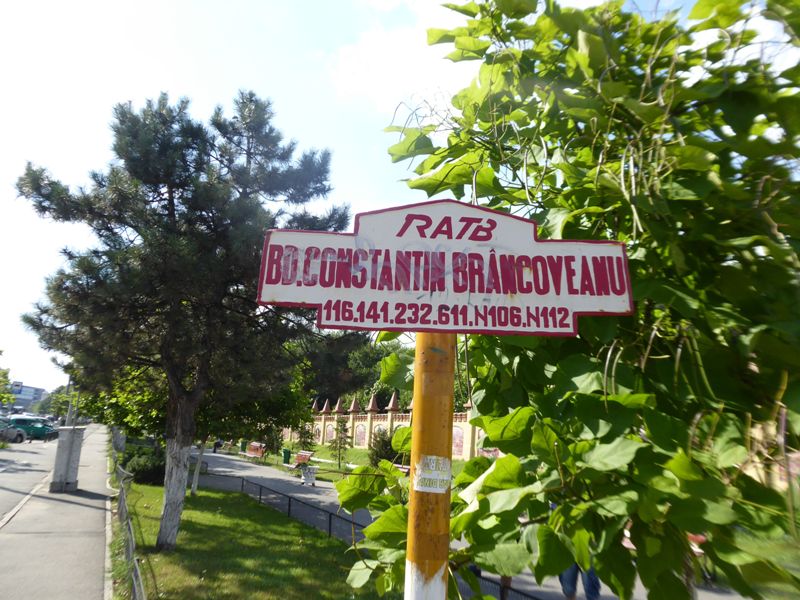 RATB
BD.CONSTANTIN BRÂNCOVEANU
116.141.232.611.N106.N112